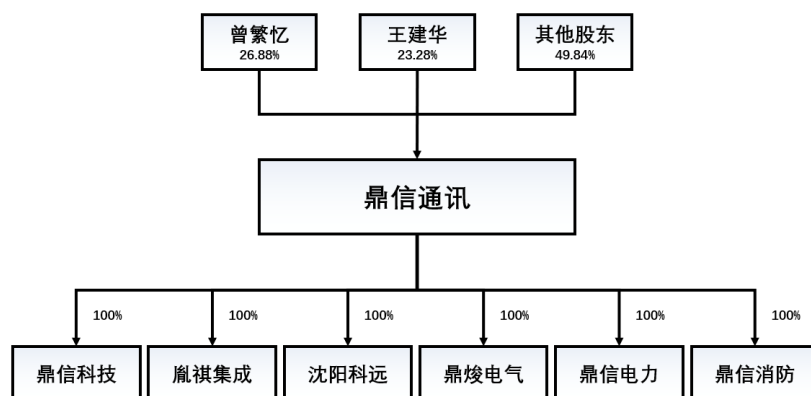 曾繁忆
26.88%
王建华
23.28%
其他股东
49.84%
鼎信通讯
100%
100%
100%
100%
100%
100%
鼎信科技
胤祺集成
沈阳科远
鼎焌电气
鼎信电力
鼎信消防